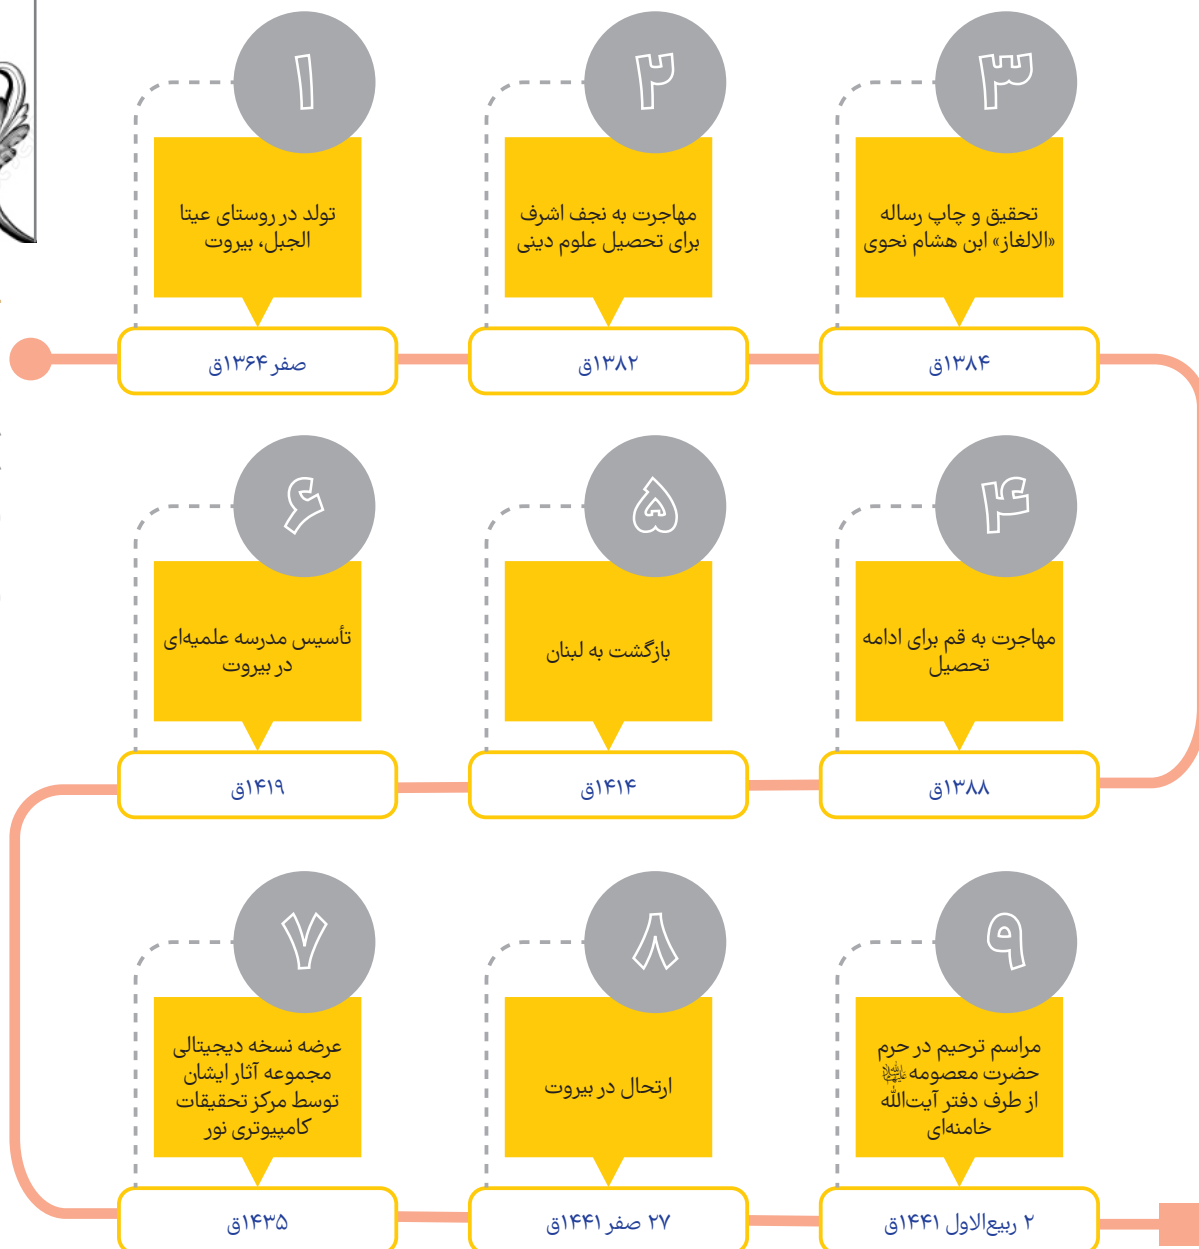 ۱
تولد در روستای عیتا
الجبل، بیروت
صفر ۱۳۶۴ق
۲
مهاجرت به نجف اشرف
برای تحصیل علوم دینی
۱۳۸۲ق
۳
تحقیق و چاپ رساله
«الالغاز» ابن هشام نحوی
۱۳۸۴ق
۴
مهاجرت به قم برای ادامه
تحصیل
۱۳۸۸ق
۵
بازگشت به لبنان
۱۴۱۴ق
۶
تأسیس مدرسه علمیه‌ای
در بیروت
۱۴۱۹ق
۷
عرضه نسخه دیجیتالی
مجموعه آثار ایشان
توسط مرکز تحقیقات
کامپیوتری نور
۱۴۳۵ق
۸
ارتحال در بیروت
۲۷ صفر ۱۴۴۱ق
۹
مراسم ترحیم در حرم
حضرت معصومه
از طرف دفتر آیت‌الله
خامنه‌ای
۲ ربیع‌الاول ۱۴۴۱ق